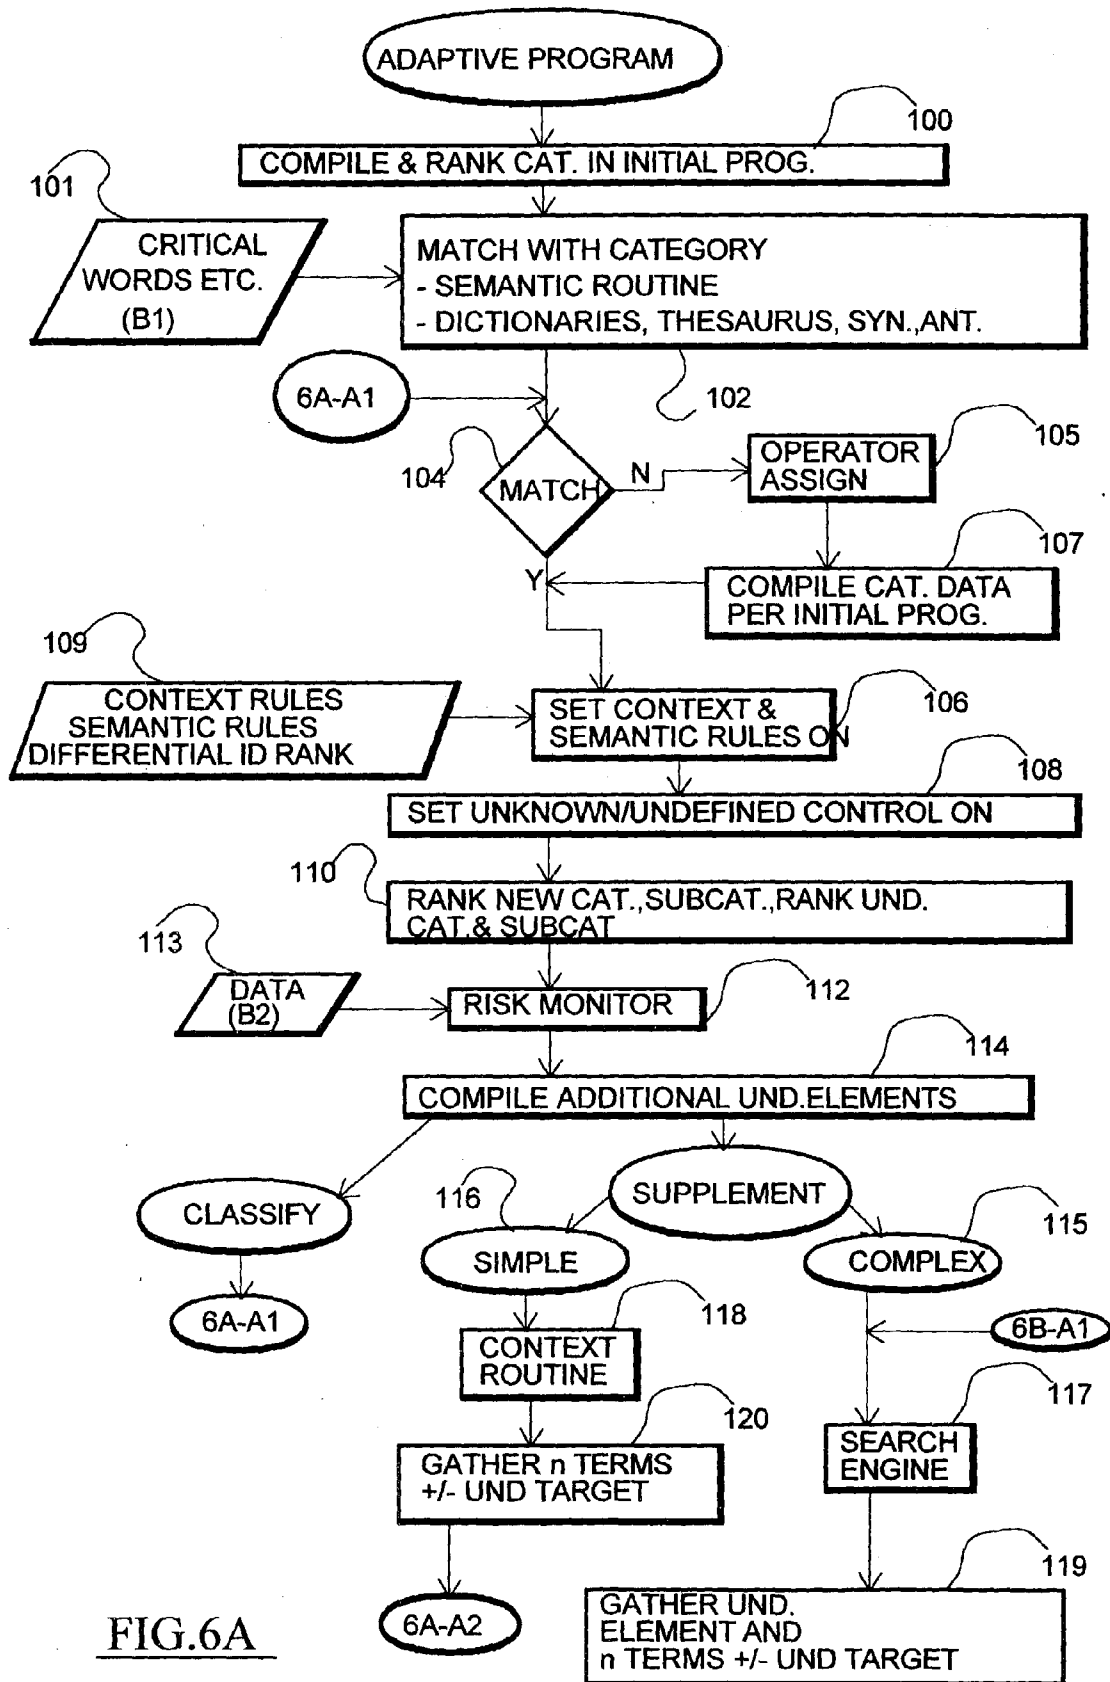 ADAPTIVE PROGRAM
100
COMPILE & RANK CAT. IN INITIAL PROG.
101
CRITICAL
WORDS ETC.
(B1)
MATCH WITH CATEGORY
- SEMANTIC ROUTINE
- DICTIONARIES, THESAURUS, SYN.,ANT.
6A-A1
102
104
MATCH
N
105
OPERATOR
ASSIGN
107
Y
COMPILE CAT. DATA
PER INITIAL PROG.
109
CONTEXT RULES
SEMANTIC RULES
DIFFERENTIAL ID RANK
SET CONTEXT &
SEMANTIC RULES ON
106
108
SET UNKNOWN/UNDEFINED CONTROL ON
110
RANK NEW CAT.,SUBCAT.,RANK UND.
CAT.& SUBCAT
113
DATA
(B2)
RISK MONITOR
112
114
COMPILE ADDITIONAL UND.ELEMENTS
CLASSIFY
116
SUPPLEMENT
115
SIMPLE
COMPLEX
6A-A1
118
6B-A1
CONTEXT
ROUTINE
117
120
SEARCH
ENGINE
GATHER n TERMS
+/- UND TARGET
119
6A-A2
GATHER UND.
ELEMENT AND
n TERMS +/- UND TARGET
FIG.6A